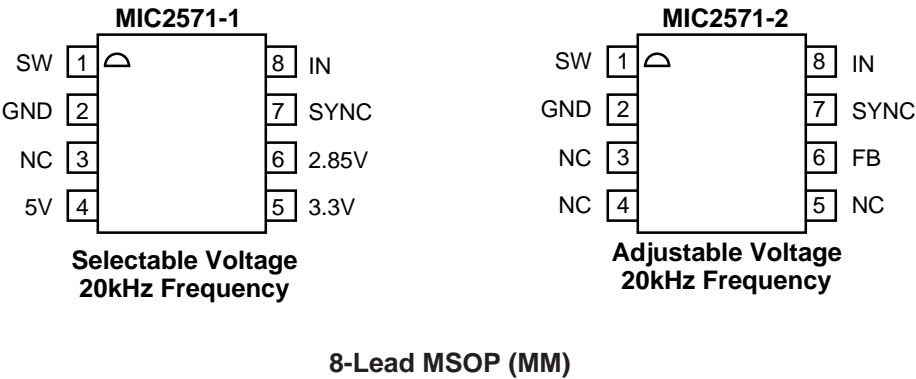 MIC2571-1
SW 1 8 IN
GND 2 7 SYNC
NC 3 6 2.85V
5V 4 5 3.3V
Selectable Voltage
20kHz Frequency
MIC2571-2
SW 1 8 IN
GND 2 7 SYNC
NC 3 6 FB
NC 4 5 NC
Adjustable Voltage
20kHz Frequency
8-Lead MSOP (MM)